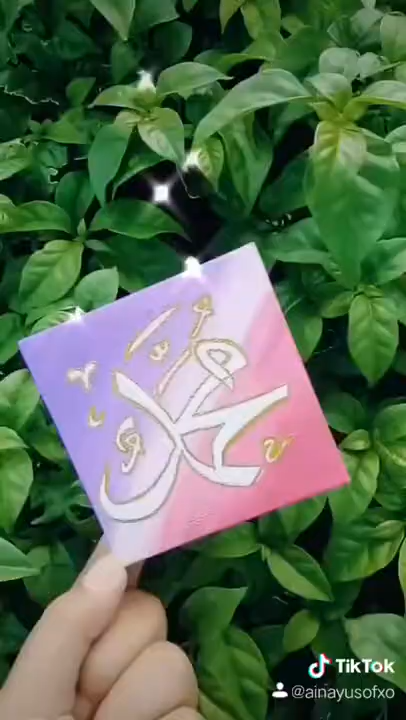 محمد
TikTok
@ainayusofxo